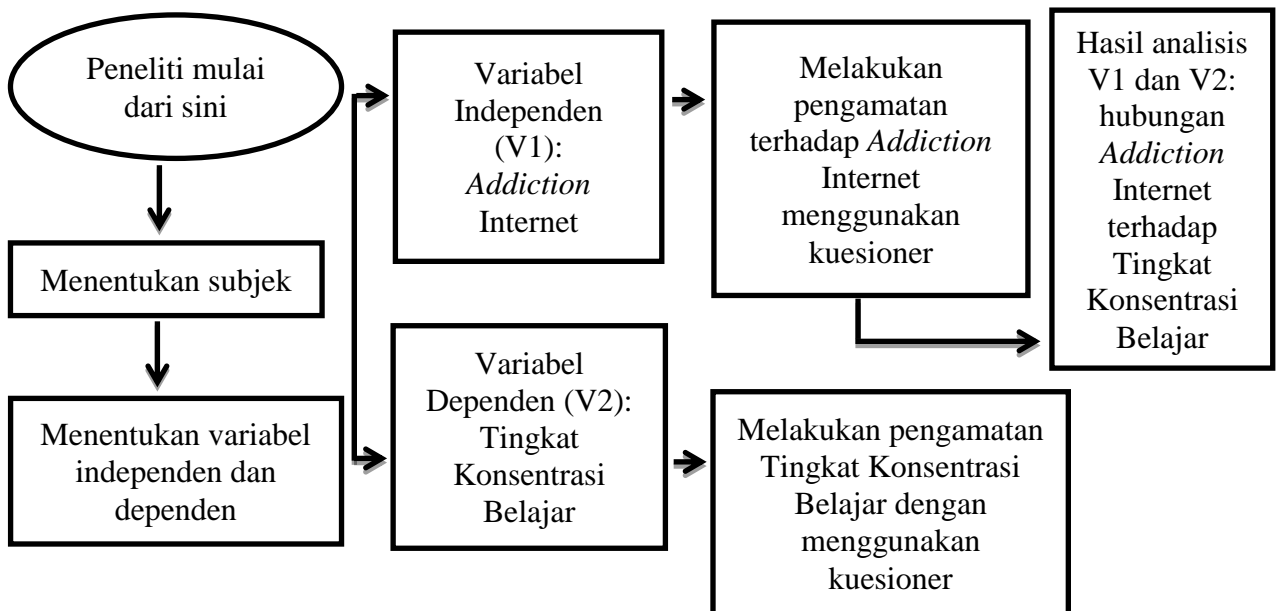 Peneliti mulai
dari sini
Menentukan subjek
Menentukan variabel
independen dan
dependen
Variabel
Independen
(V1):
Addiction
Internet
Variabel
Dependen (V2):
Tingkat
Konsentrasi
Belajar
Melakukan
pengamatan
terhadap Addiction
Internet
menggunakan
kuesioner
Melakukan pengamatan
Tingkat Konsentrasi
Belajar dengan
menggunakan
kuesioner
Hasil analisis
V1 dan V2:
hubungan
Addiction
Internet
terhadap
Tingkat
Konsentrasi
Belajar